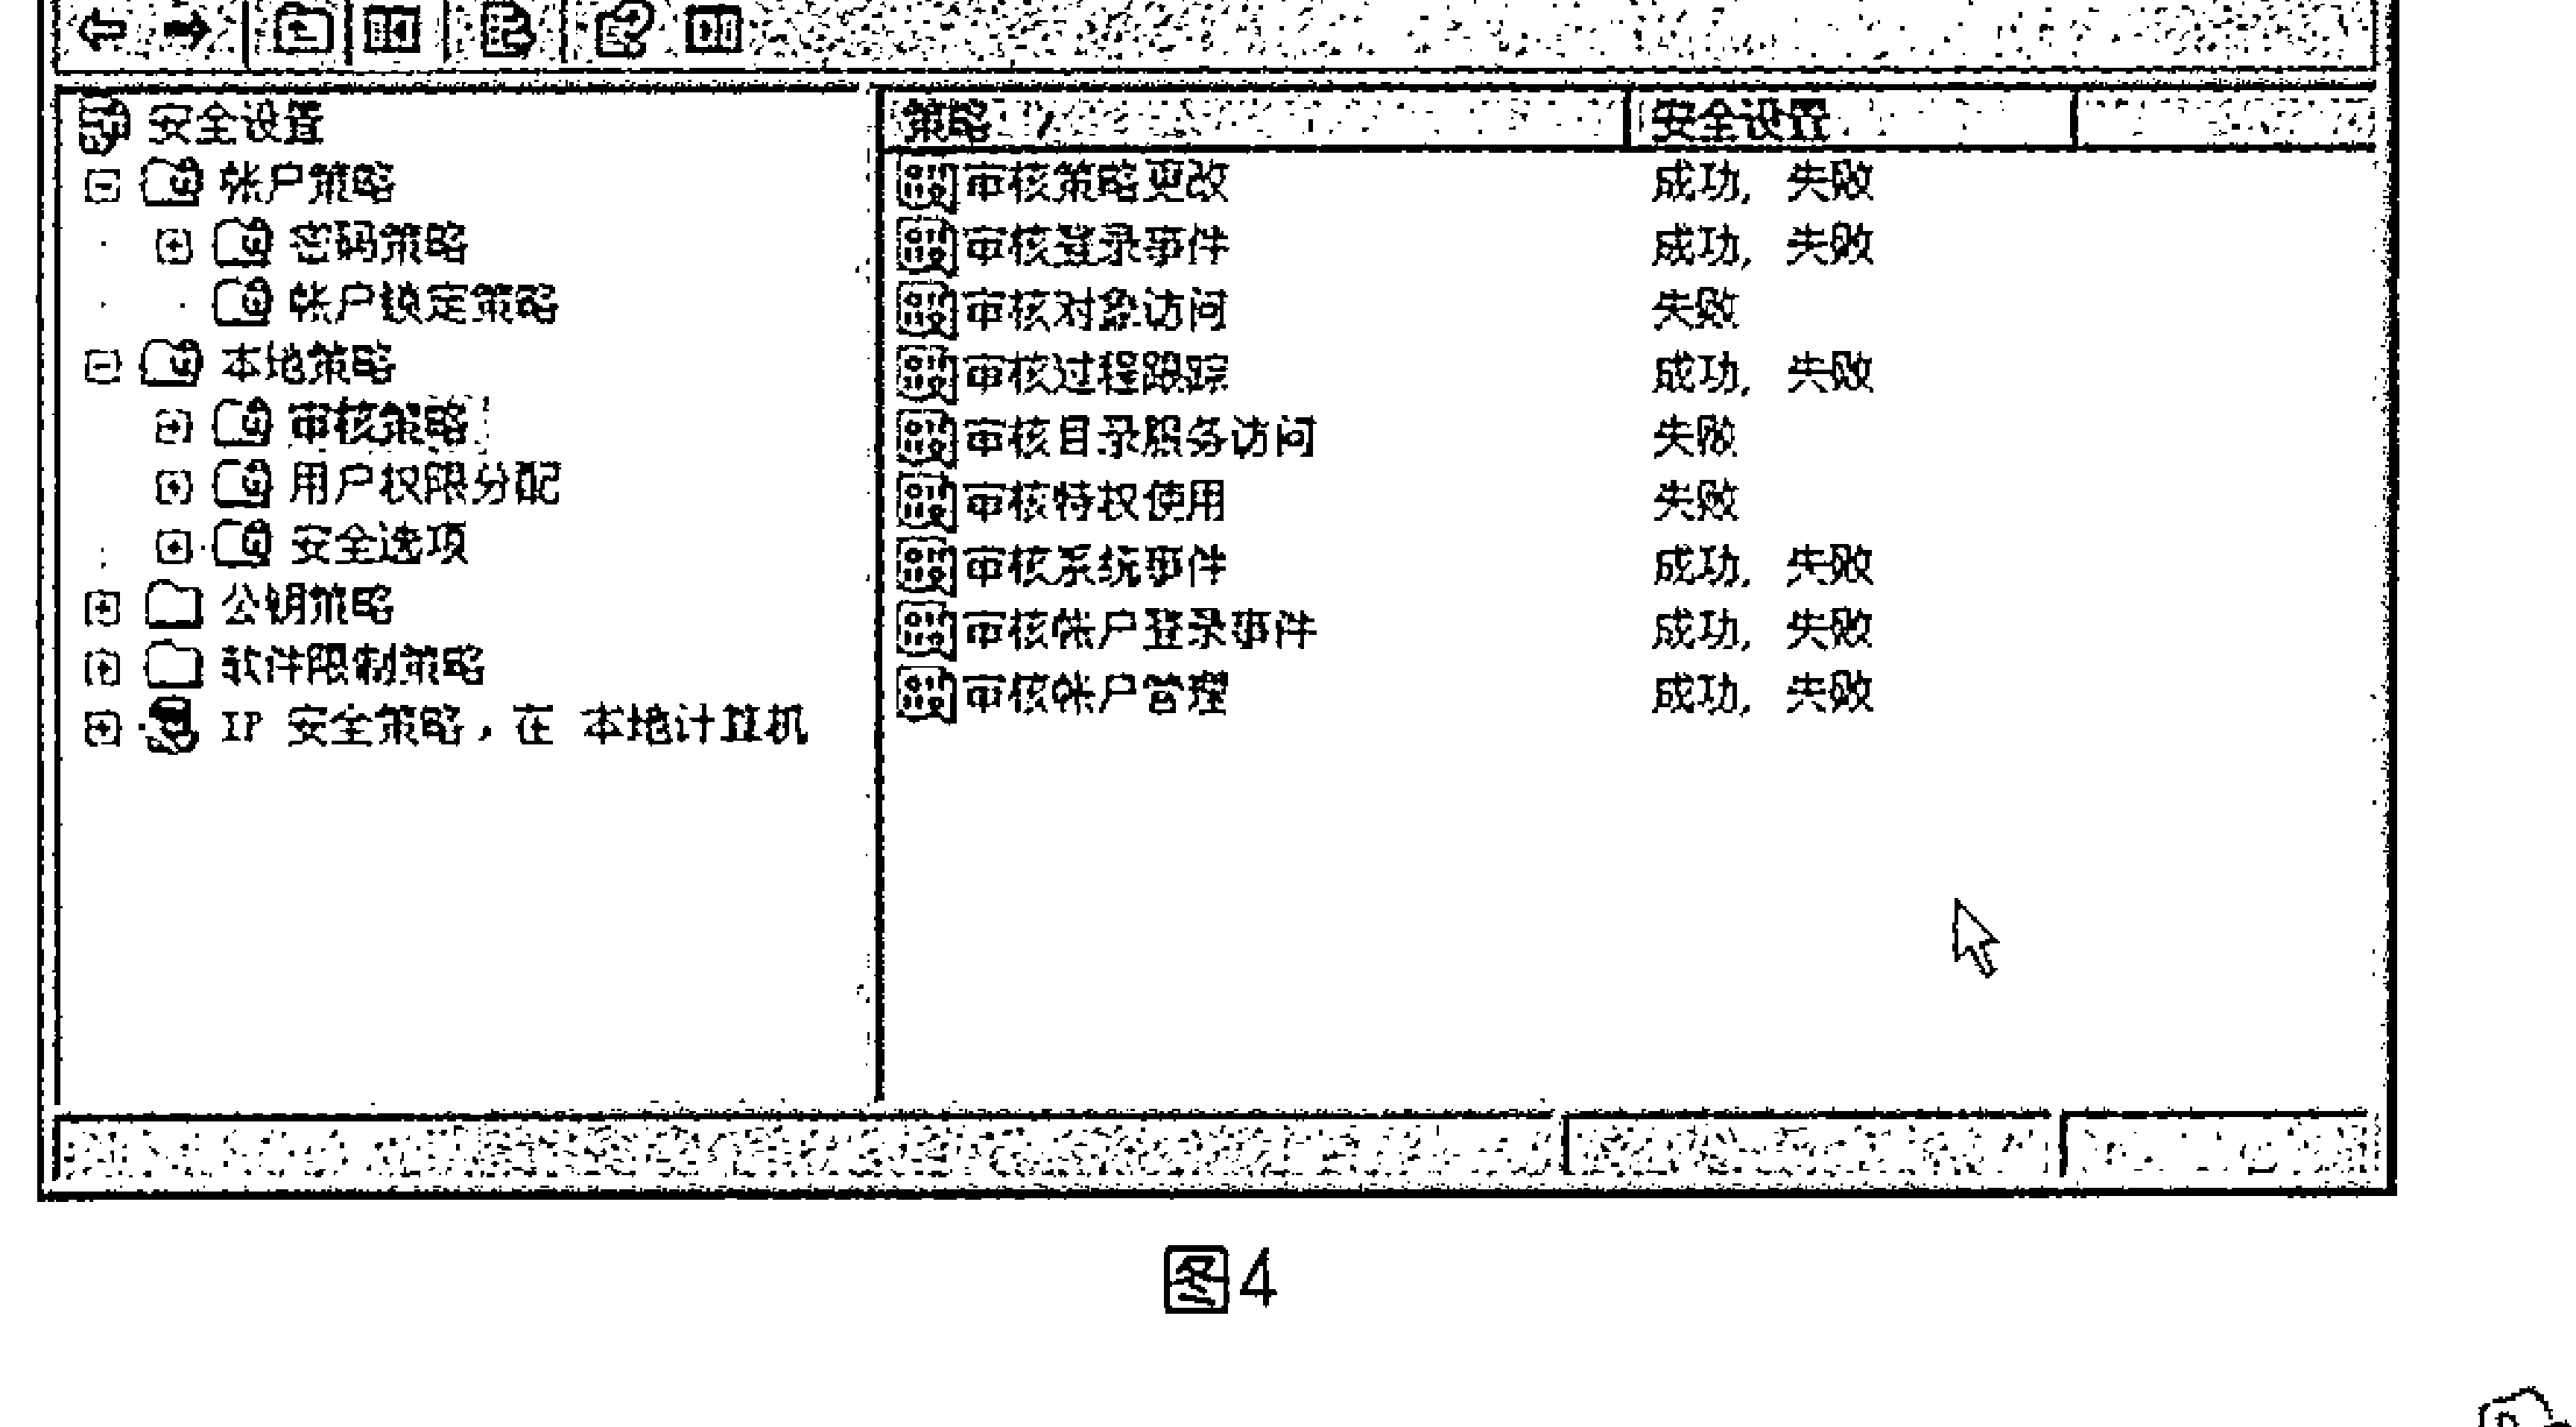 安全设置
帐户策略
密码策略
帐户锁定策略
本地策略
审核策略
用户权限分配
安全选项
公钥策略
软件限制策略
IP 安全策略，在 本地计算机
策略 安全设置
审核策略更改 成功, 失败
审核登录事件 成功, 失败
审核对象访问 失败
审核过程跟踪 成功, 失败
审核目录服务访问 失败
审核特权使用 失败
审核系统事件 成功, 失败
审核帐户登录事件 成功, 失败
审核帐户管理 成功, 失败
图4